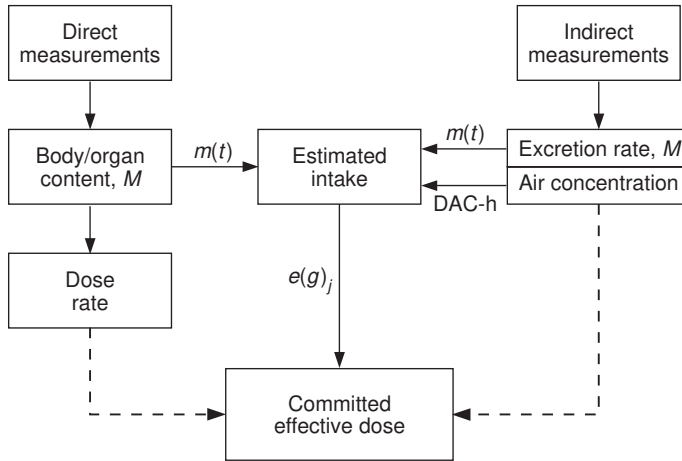 Direct
measurements
Indirect
measurements
Body/organ
content, M
m(t)
Estimated
intake
m(t)
Excretion rate, M
Air concentration
DAC-h
Dose
rate
e(g)j
Committed
effective dose